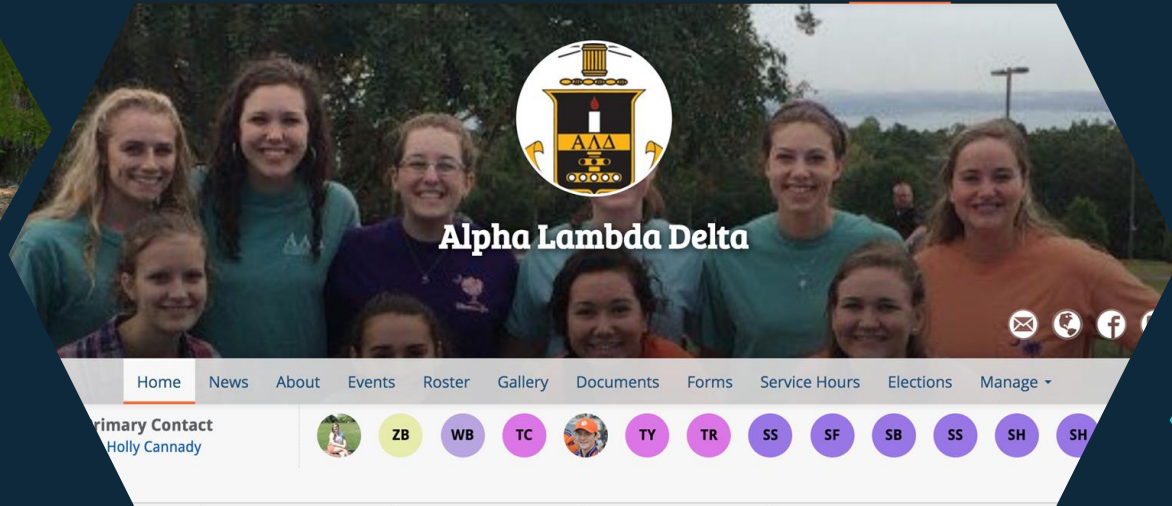 ΑΛΔ
Alpha Lambda Delta
ΑΛΔ
Home News About Events Roster Gallery Documents Forms Service Hours Elections Manage
rimary Contact
Holly Cannady
ZB WB TC TY TR SS SF SB SS SH SH